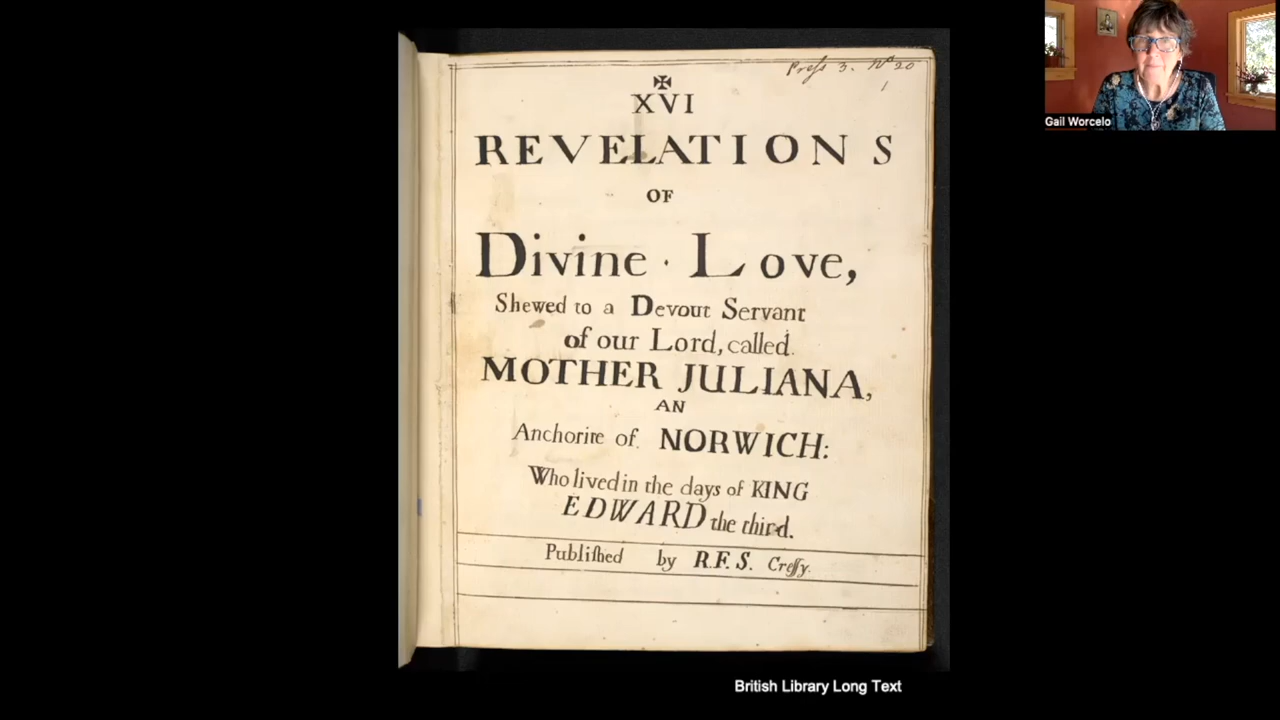 Press 3. No 20
1
XVI
REVELATIONS
OF
Divine · Love,
Shewed to a Devout Servant
of our Lord, called.
MOTHER JULIANA,
AN
Anchorite of NORWICH:
Who lived in the days of KING
EDWARD the third.
Publiſhed by R.F.S. Creſſy.
British Library Long Text
Gail Worcelo